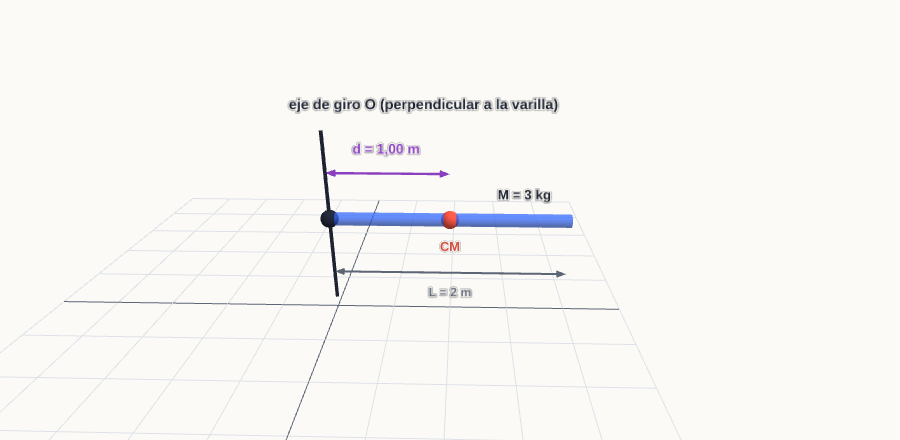 eje de giro O (perpendicular a la varilla)
d = 1,00 m
M = 3 kg
CM
L = 2 m